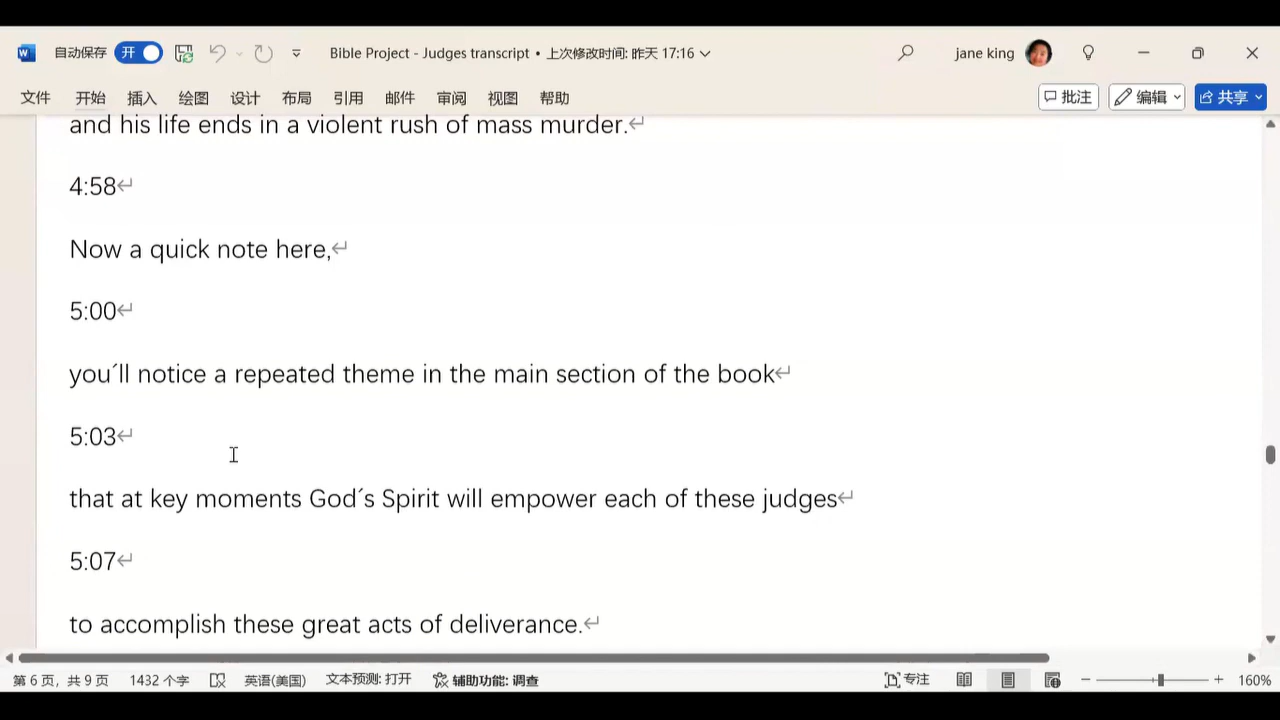 自动保存 开 Bible Project - Judges transcript • 上次修改时间: 昨天 17:16 jane king
文件 开始 插入 绘图 设计 布局 引用 邮件 审阅 视图 帮助 批注 编辑 共享
and his life ends in a violent rush of mass murder.↵
4:58↵
Now a quick note here,↵
5:00↵
you´ll notice a repeated theme in the main section of the book↵
5:03↵
that at key moments God´s Spirit will empower each of these judges↵
5:07↵
to accomplish these great acts of deliverance.↵
第 6 页，共 9 页 1432 个字 英语(美国) 文本预测: 打开 辅助功能: 调查 专注 160%